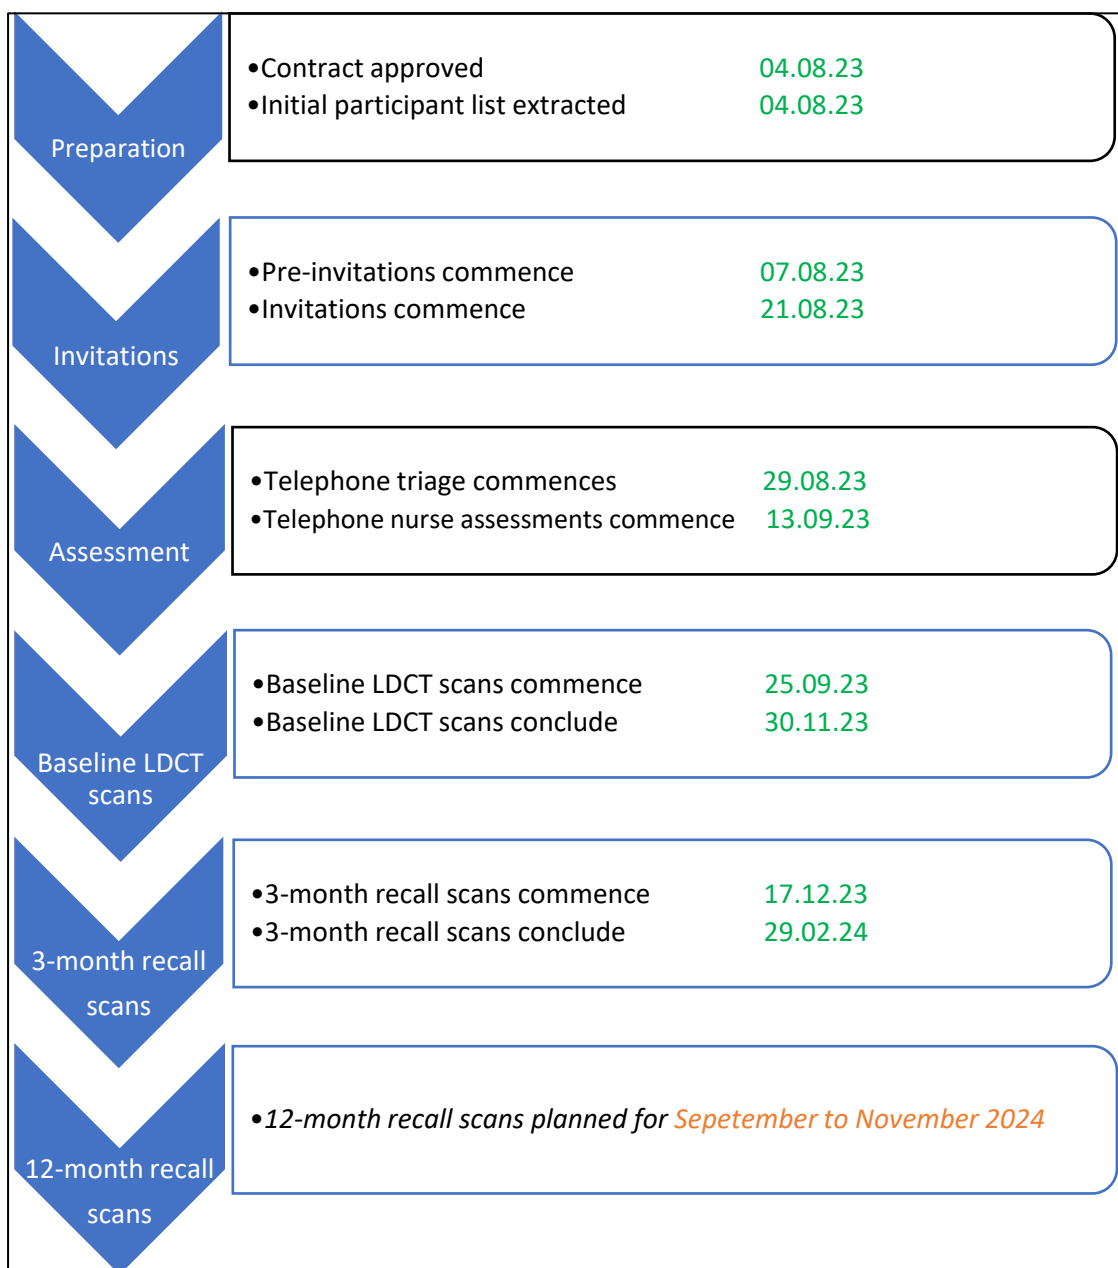 Preparation
•Contract approved 04.08.23
•Initial participant list extracted 04.08.23
Invitations
•Pre-invitations commence 07.08.23
•Invitations commence 21.08.23
Assessment
•Telephone triage commences 29.08.23
•Telephone nurse assessments commence 13.09.23
Baseline LDCT
scans
•Baseline LDCT scans commence 25.09.23
•Baseline LDCT scans conclude 30.11.23
3-month recall
scans
•3-month recall scans commence 17.12.23
•3-month recall scans conclude 29.02.24
12-month recall
scans
•12-month recall scans planned for Sepetember to November 2024